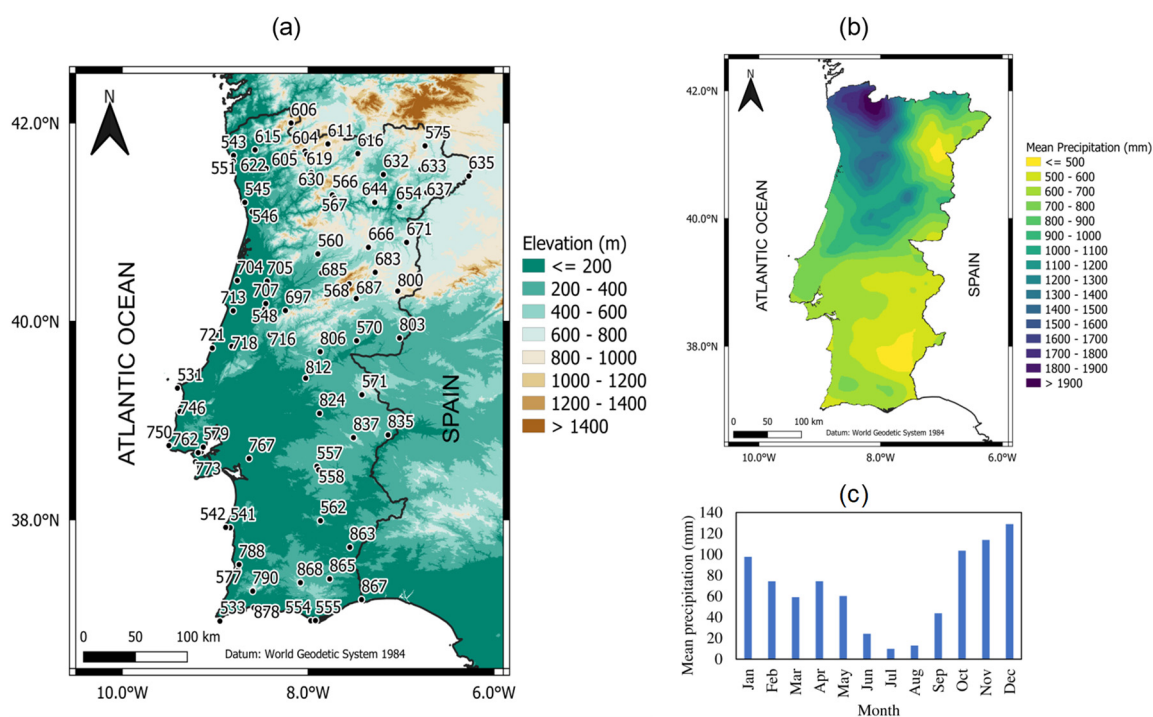 (a)
N
42.0°N
40.0°N
38.0°N
10.0°W
8.0°W
6.0°W
ATLANTIC OCEAN
SPAIN
606
543
615
604
611
616
575
551
622
605
619
632
633
635
630
566
545
644
654
637
546
567
560
666
671
704
705
685
683
713
707
697
568
687
800
548
721
718
716
806
570
803
531
812
571
746
824
750
762
579
767
837
835
773
557
558
542
541
562
863
788
577
790
868
865
867
533
878
554
555
0
50
100 km
Datum: World Geodetic System 1984
Elevation (m)
<= 200
200 - 400
400 - 600
600 - 800
800 - 1000
1000 - 1200
1200 - 1400
> 1400
(b)
N
42.0°N
40.0°N
38.0°N
10.0°W
8.0°W
6.0°W
ATLANTIC OCEAN
SPAIN
0
50
100 km
Datum: World Geodetic System 1984
Mean Precipitation (mm)
<= 500
500 - 600
600 - 700
700 - 800
800 - 900
900 - 1000
1000 - 1100
1100 - 1200
1200 - 1300
1300 - 1400
1400 - 1500
1500 - 1600
1600 - 1700
1700 - 1800
1800 - 1900
> 1900
(c)
Mean precipitation (mm)
140
120
100
80
60
40
20
0
Jan
Feb
Mar
Apr
May
Jun
Jul
Aug
Sep
Oct
Nov
Dec
Month